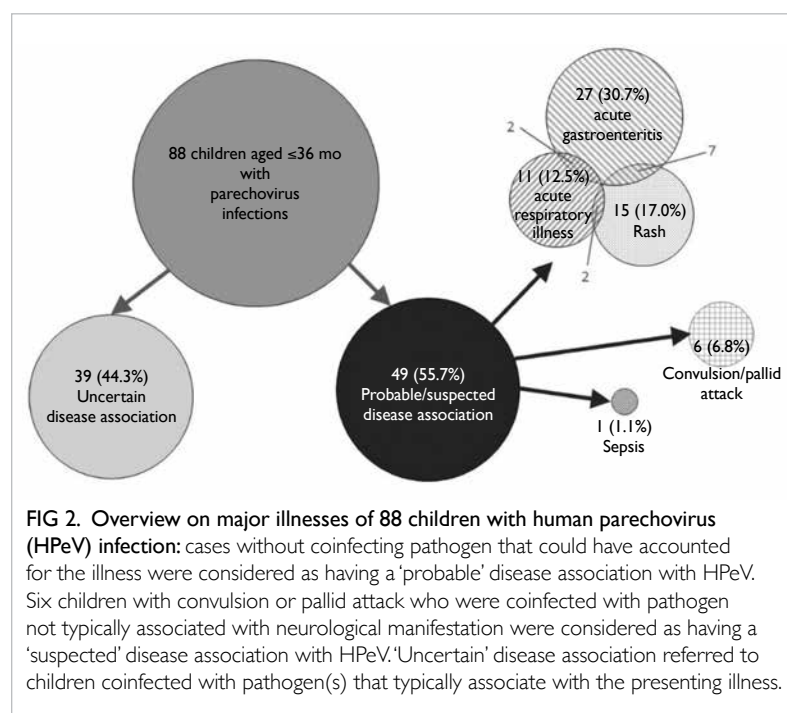 27 (30.7%)
acute
gastroenteritis
2
7
88 children aged ≤36 mo
with
parechovirus
infections
11 (12.5%)
acute
respiratory
illness
15 (17.0%)
Rash
2
39 (44.3%)
Uncertain
disease association
49 (55.7%)
Probable/suspected
disease association
6 (6.8%)
Convulsion/pallid
attack
1 (1.1%)
Sepsis
FIG 2. Overview on major illnesses of 88 children with human parechovirus
(HPeV) infection: cases without coinfecting pathogen that could have accounted
for the illness were considered as having a ‘probable’ disease association with HPeV.
Six children with convulsion or pallid attack who were coinfected with pathogen
not typically associated with neurological manifestation were considered as having a
‘suspected’ disease association with HPeV. ‘Uncertain’ disease association referred to
children coinfected with pathogen(s) that typically associate with the presenting illness.